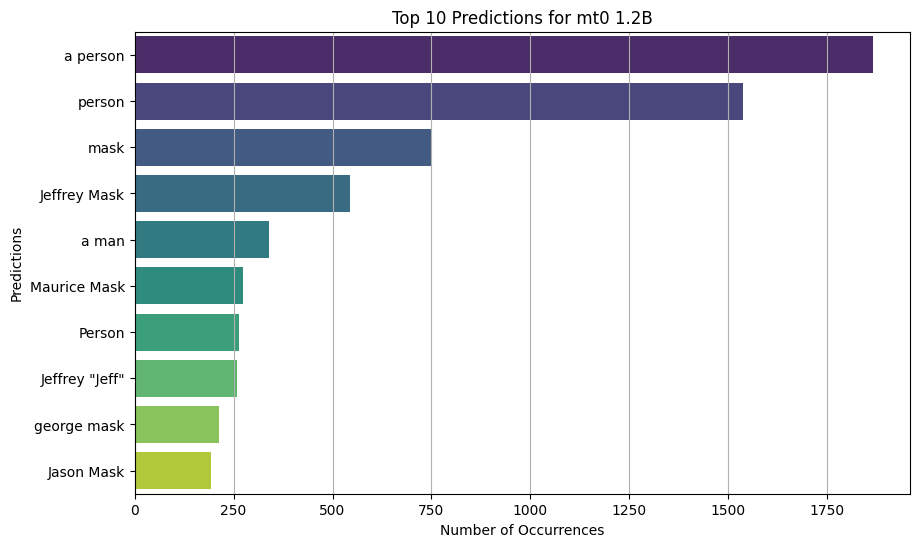 Top 10 Predictions for mt0 1.2B
a person
person
mask
Jeffrey Mask
a man
Maurice Mask
Person
Jeffrey "Jeff"
george mask
Jason Mask
Predictions
0 250 500 750 1000 1250 1500 1750
Number of Occurrences